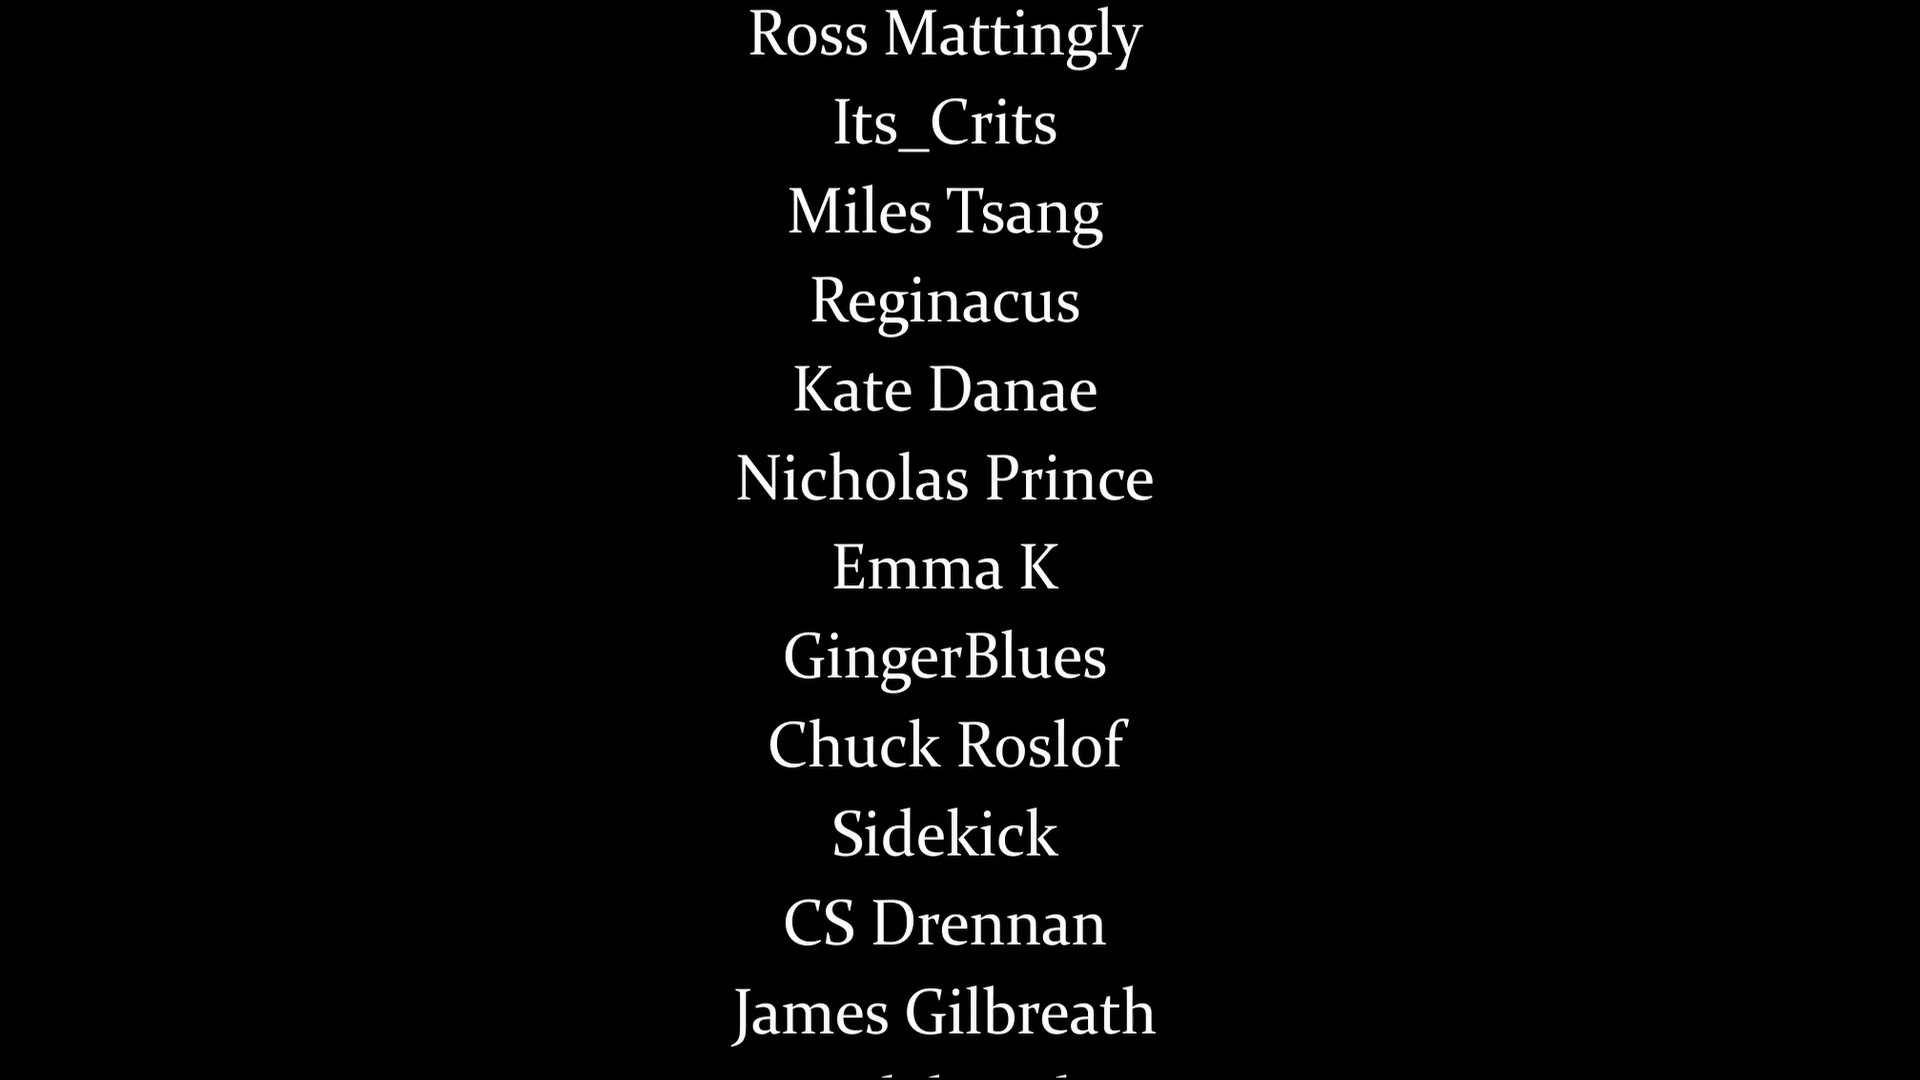 Ross Mattingly
Its_Crits
Miles Tsang
Reginacus
Kate Danae
Nicholas Prince
Emma K
GingerBlues
Chuck Roslof
Sidekick
CS Drennan
James Gilbreath